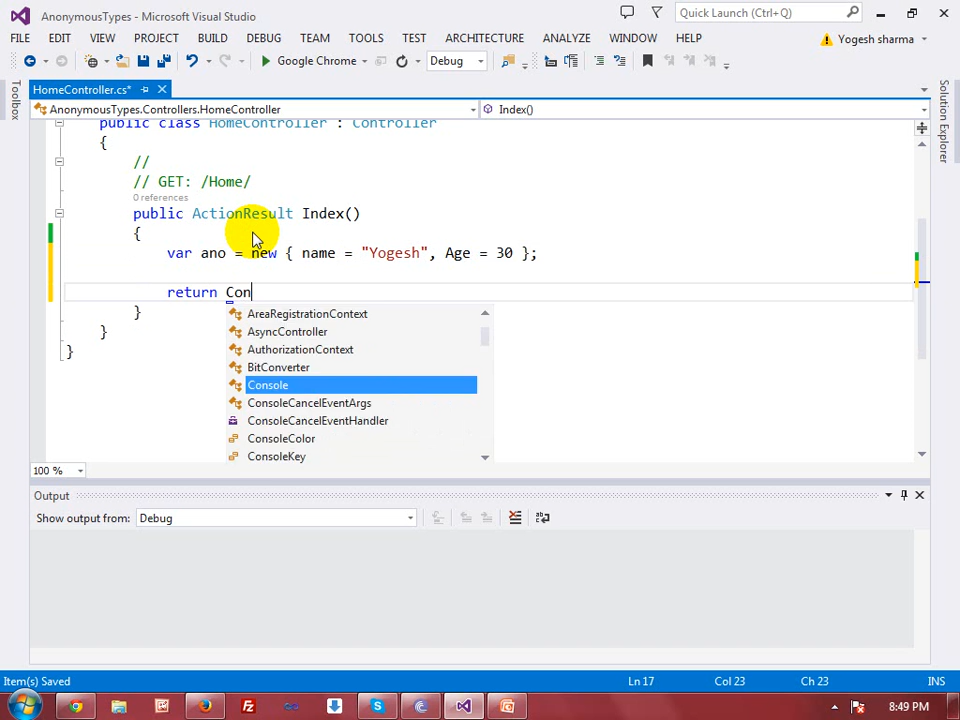 AnonymousTypes - Microsoft Visual Studio
Quick Launch (Ctrl+Q)
FILE EDIT VIEW PROJECT BUILD DEBUG TEAM TOOLS TEST ARCHITECTURE ANALYZE WINDOW HELP
Yogesh sharma
Google Chrome
Debug
HomeController.cs*
Toolbox
Solution Explorer
AnonymousTypes.Controllers.HomeController
Index()
public class HomeController : Controller
{
//
// GET: /Home/
0 references
public ActionResult Index()
{
var ano = new { name = "Yogesh", Age = 30 };
return Con
}
}
}
AreaRegistrationContext
AsyncController
AuthorizationContext
BitConverter
Console
ConsoleCancelEventArgs
ConsoleCancelEventHandler
ConsoleColor
ConsoleKey
100 %
Output
Show output from: Debug
Item(s) Saved
Ln 17
Col 23
Ch 23
INS
8:49 PM